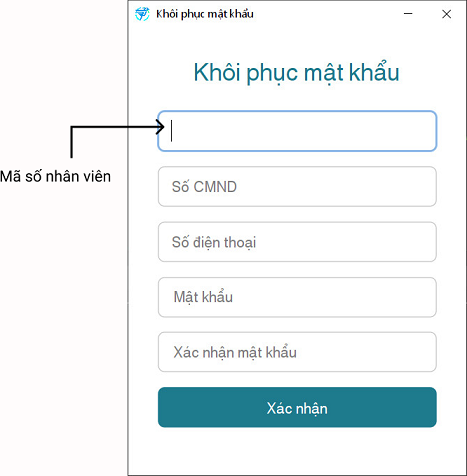 Khôi phục mật khẩu
Khôi phục mật khẩu
Mã số nhân viên
Số CMND
Số điện thoại
Mật khẩu
Xác nhận mật khẩu
Xác nhận